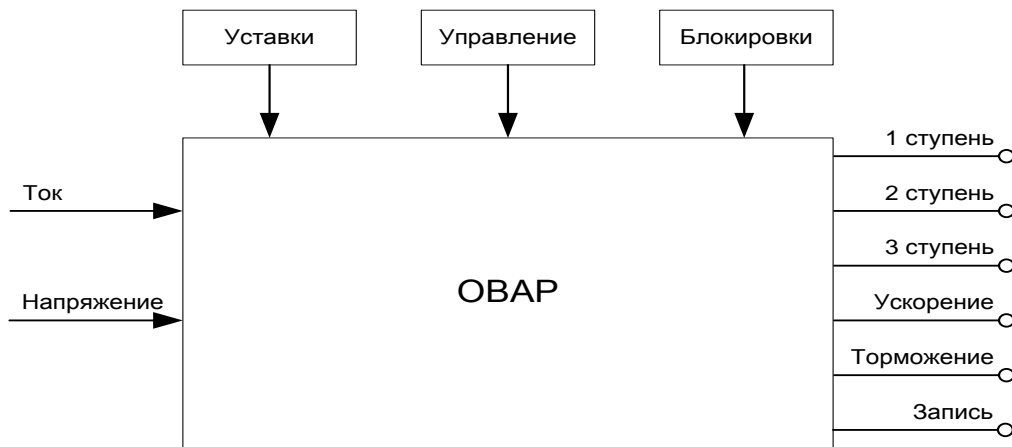 Уставки
Управление
Блокировки
Ток
Напряжение
ОВАР
1 ступень
2 ступень
3 ступень
Ускорение
Торможение
Запись